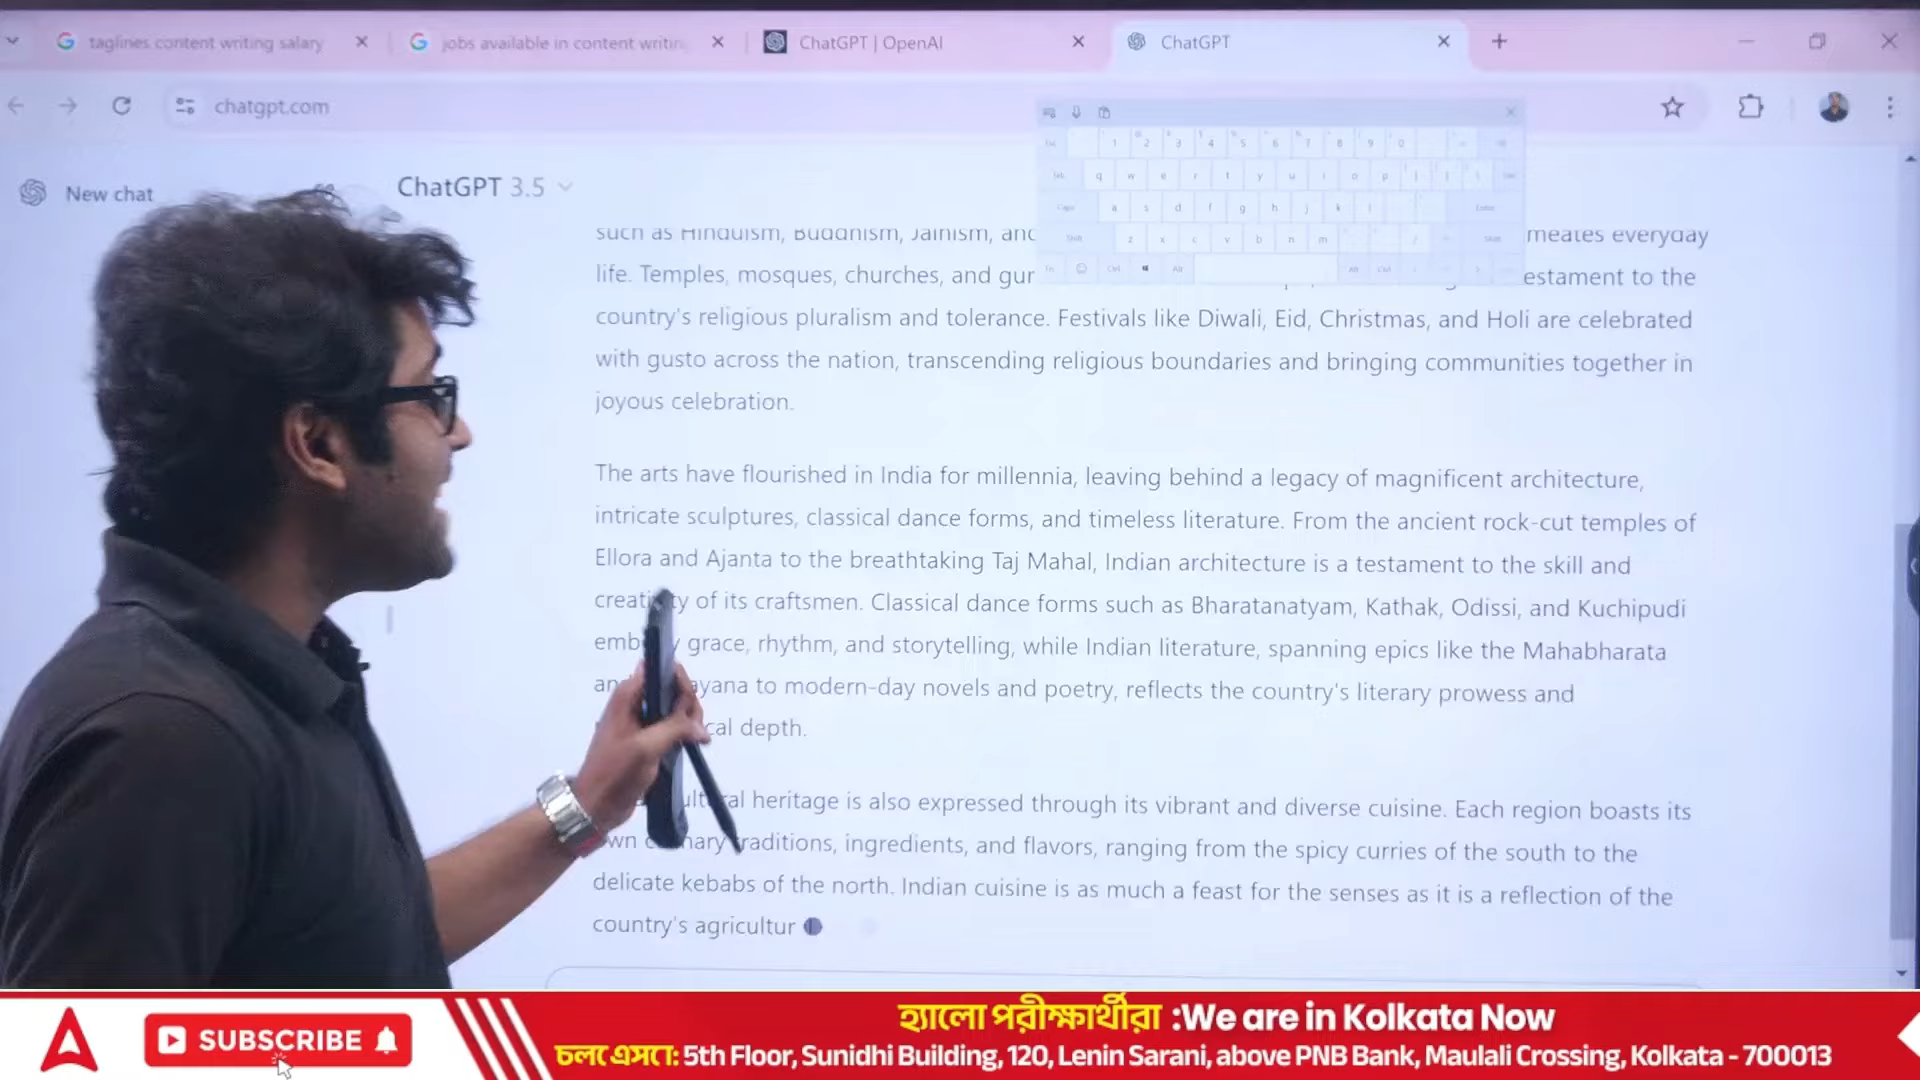 taglines content writing salary
jobs available in content writing
ChatGPT | OpenAI
ChatGPT
chatgpt.com
New chat
ChatGPT 3.5
such as Hinduism, Buddhism, Jainism, and meates everyday
life. Temples, mosques, churches, and gur estament to the
country's religious pluralism and tolerance. Festivals like Diwali, Eid, Christmas, and Holi are celebrated
with gusto across the nation, transcending religious boundaries and bringing communities together in
joyous celebration.
The arts have flourished in India for millennia, leaving behind a legacy of magnificent architecture,
intricate sculptures, classical dance forms, and timeless literature. From the ancient rock-cut temples of
Ellora and Ajanta to the breathtaking Taj Mahal, Indian architecture is a testament to the skill and
creativity of its craftsmen. Classical dance forms such as Bharatanatyam, Kathak, Odissi, and Kuchipudi
grace, rhythm, and storytelling, while Indian literature, spanning epics like the Mahabharata
ayana to modern-day novels and poetry, reflects the country's literary prowess and
cal depth.
ultural heritage is also expressed through its vibrant and diverse cuisine. Each region boasts its
traditions, ingredients, and flavors, ranging from the spicy curries of the south to the
delicate kebabs of the north. Indian cuisine is as much a feast for the senses as it is a reflection of the
country's agricultur
SUBSCRIBE
হ্যালো পরীক্ষার্থীরা :We are in Kolkata Now
চলে এসো: 5th Floor, Sunidhi Building, 120, Lenin Sarani, above PNB Bank, Maulali Crossing, Kolkata - 700013